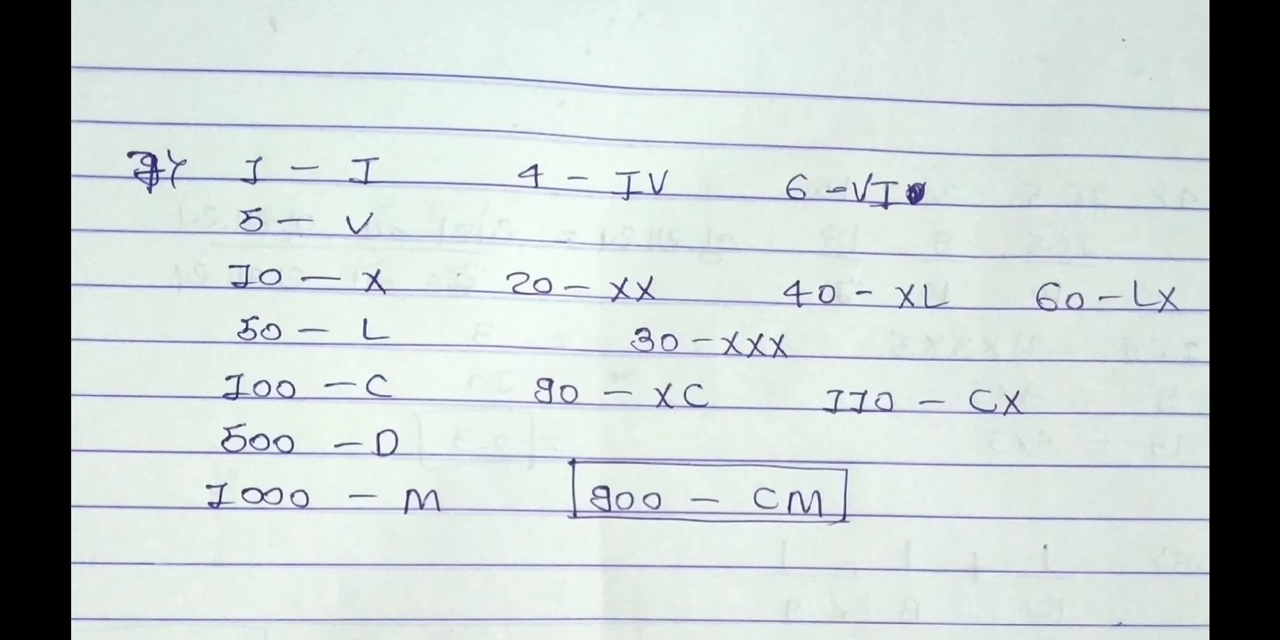 1 - I 4 - IV 6 - VI
5 - V
10 - X 20 - XX 40 - XL 60 - LX
50 - L 30 - XXX
100 - C 90 - XC 110 - CX
500 - D
1000 - M 900 - CM